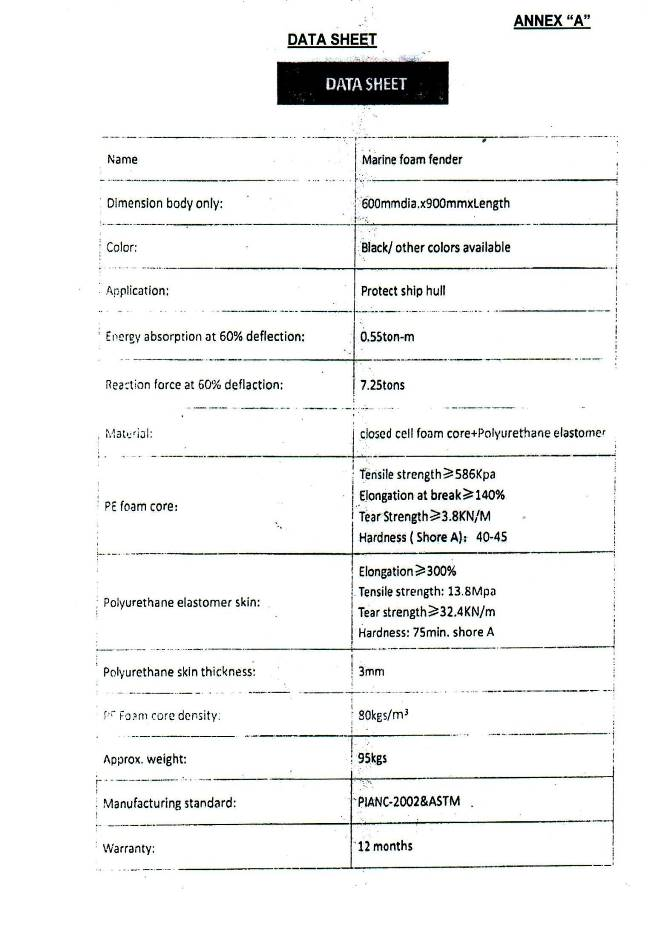 ANNEX “A”
DATA SHEET
DATA SHEET
Name Marine foam fender
Dimension body only: 600mmdia.x900mmxLength
Color: Black/ other colors available
Application: Protect ship hull
Energy absorption at 60% deflection: 0.55ton-m
Reaction force at 60% deflaction: 7.25tons
Material: closed cell foam core+Polyurethane elastomer
PE foam core: Tensile strength⩾586Kpa
Elongation at break⩾140%
Tear Strength⩾3.8KN/M
Hardness ( Shore A): 40-45
Polyurethane elastomer skin: Elongation⩾300%
Tensile strength: 13.8Mpa
Tear strength⩾32.4KN/m
Hardness: 75min. shore A
Polyurethane skin thickness: 3mm
PE Foam core density: 80kgs/m³
Approx. weight: 95kgs
Manufacturing standard: PIANC-2002&ASTM
Warranty: 12 months